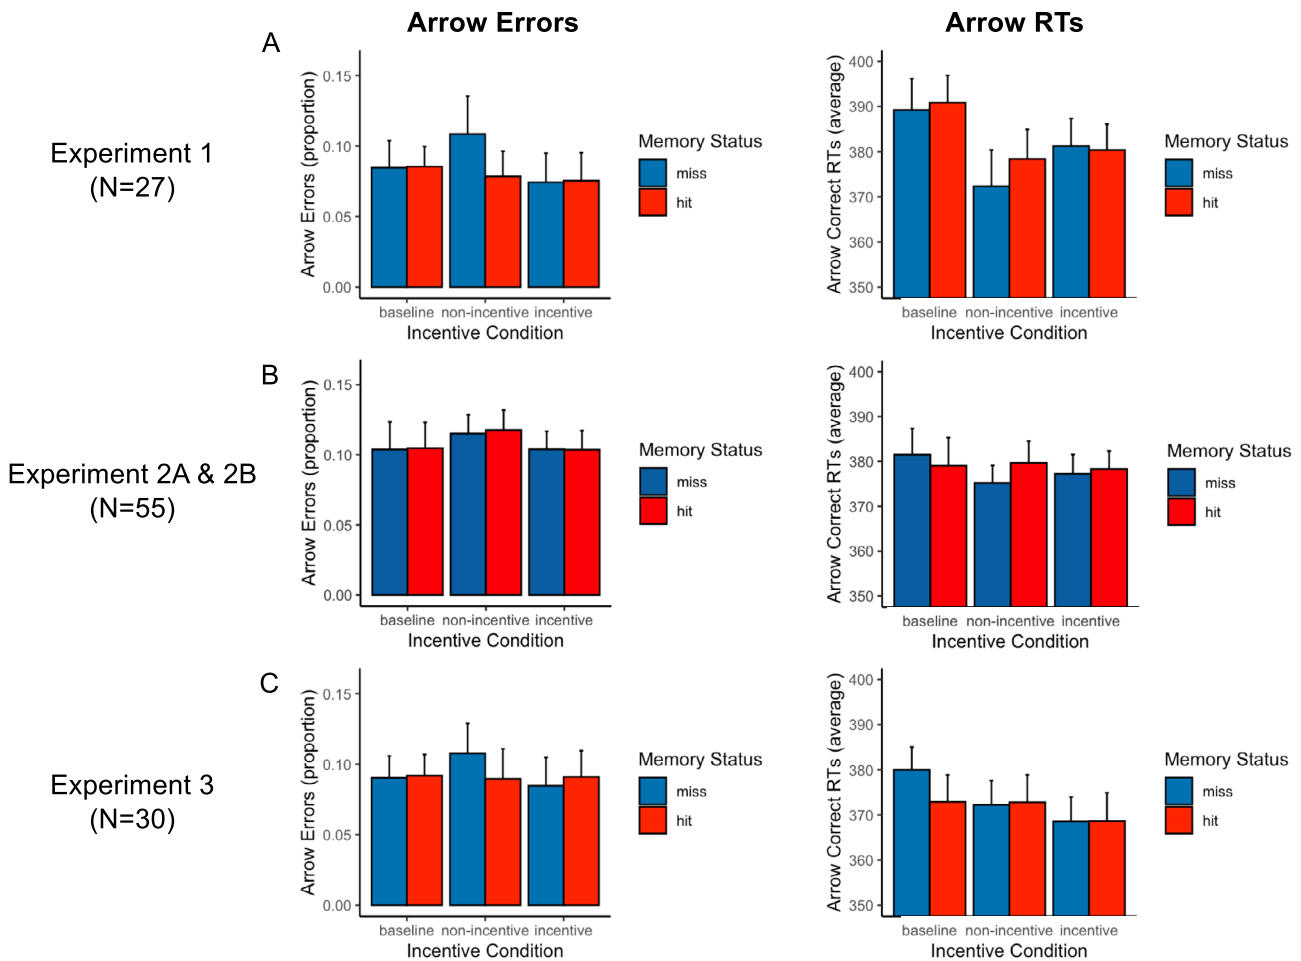 Arrow Errors
Arrow RTs
A
Experiment 1
(N=27)
Arrow Errors (proportion)
0.15
0.10
0.05
0.00
baseline non-incentive incentive
Incentive Condition
Memory Status
miss
hit
Arrow Correct RTs (average)
400
390
380
370
360
350
baseline non-incentive incentive
Incentive Condition
Memory Status
miss
hit
B
Experiment 2A & 2B
(N=55)
Arrow Errors (proportion)
0.15
0.10
0.05
0.00
baseline non-incentive incentive
Incentive Condition
Memory Status
miss
hit
Arrow Correct RTs (average)
400
390
380
370
360
350
baseline non-incentive incentive
Incentive Condition
Memory Status
miss
hit
C
Experiment 3
(N=30)
Arrow Errors (proportion)
0.15
0.10
0.05
0.00
baseline non-incentive incentive
Incentive Condition
Memory Status
miss
hit
Arrow Correct RTs (average)
400
390
380
370
360
350
baseline non-incentive incentive
Incentive Condition
Memory Status
miss
hit